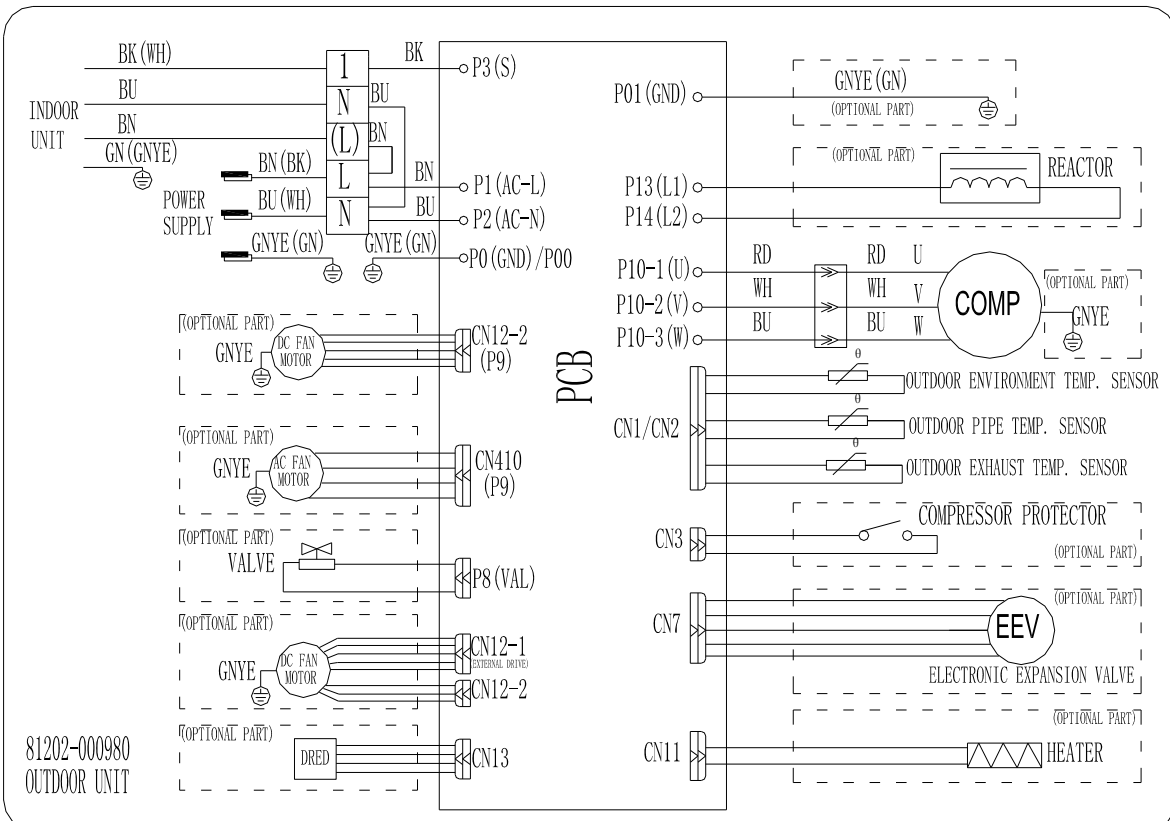 BK(WH)
1
BK
P3(S)
BU
N
BU
INDOOR
UNIT
BN
(L)
BN
GN(GNYE)
BN(BK)
L
BN
P1(AC-L)
POWER
SUPPLY
BU(WH)
N
BU
P2(AC-N)
GNYE(GN)
GNYE(GN)
P0(GND)/P00
(OPTIONAL PART)
GNYE
DC FAN
MOTOR
CN12-2
(P9)
(OPTIONAL PART)
GNYE
AC FAN
MOTOR
CN410
(P9)
(OPTIONAL PART)
VALVE
P8(VAL)
(OPTIONAL PART)
GNYE
DC FAN
MOTOR
CN12-1
(EXTERNAL DRIVE)
CN12-2
(OPTIONAL PART)
DRED
CN13
81202-000980
OUTDOOR UNIT
PCB
P01(GND)
GNYE(GN)
(OPTIONAL PART)
(OPTIONAL PART)
REACTOR
P13(L1)
P14(L2)
P10-1(U)
RD
RD
U
P10-2(V)
WH
WH
V
P10-3(W)
BU
BU
W
COMP
(OPTIONAL PART)
GNYE
CN1/CN2
θ
OUTDOOR ENVIRONMENT TEMP. SENSOR
θ
OUTDOOR PIPE TEMP. SENSOR
θ
OUTDOOR EXHAUST TEMP. SENSOR
CN3
COMPRESSOR PROTECTOR
(OPTIONAL PART)
CN7
(OPTIONAL PART)
EEV
ELECTRONIC EXPANSION VALVE
(OPTIONAL PART)
CN11
HEATER